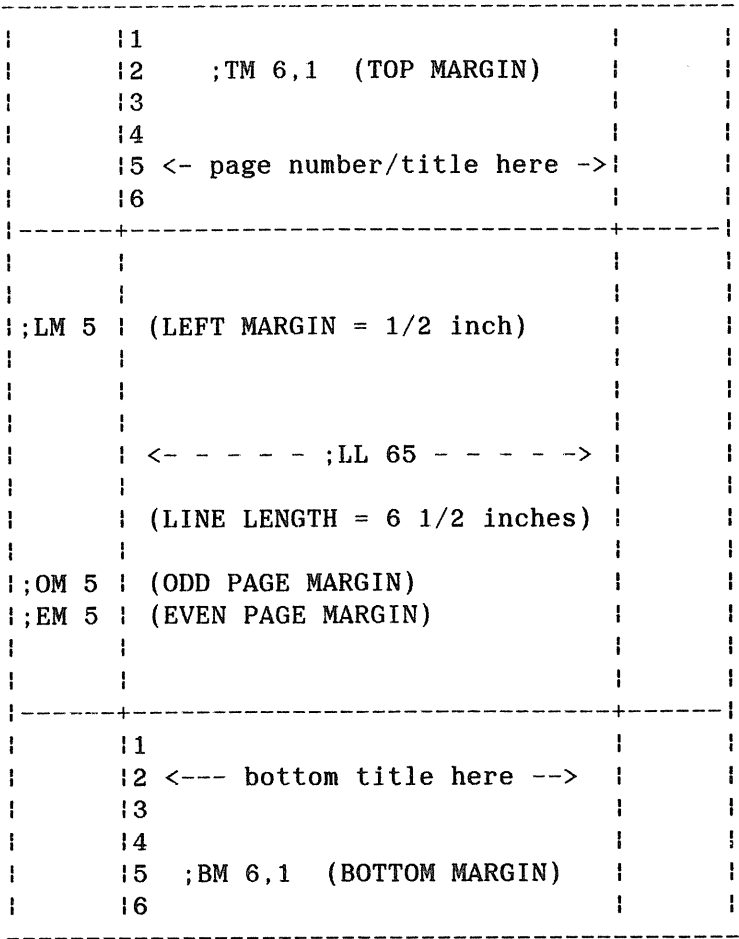 1
2 ;TM 6,1 (TOP MARGIN)
3
4
5 <- page number/title here ->
6
;LM 5 (LEFT MARGIN = 1/2 inch)
<- - - - - ;LL 65 - - - - ->
(LINE LENGTH = 6 1/2 inches)
;OM 5 (ODD PAGE MARGIN)
;EM 5 (EVEN PAGE MARGIN)
1
2 <--- bottom title here -->
3
4
5 ;BM 6,1 (BOTTOM MARGIN)
6